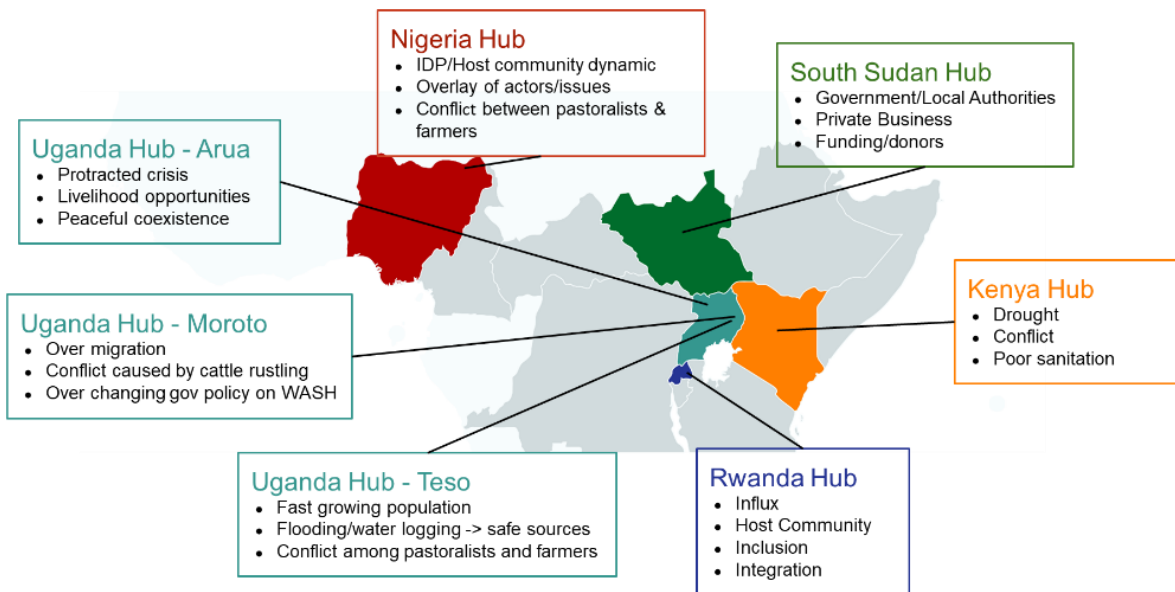 Nigeria Hub
• IDP/Host community dynamic
• Overlay of actors/issues
• Conflict between pastoralists &
farmers
South Sudan Hub
• Government/Local Authorities
• Private Business
• Funding/donors
Uganda Hub - Arua
• Protracted crisis
• Livelihood opportunities
• Peaceful coexistence
Uganda Hub - Moroto
• Over migration
• Conflict caused by cattle rustling
• Over changing gov policy on WASH
Kenya Hub
• Drought
• Conflict
• Poor sanitation
Uganda Hub - Teso
• Fast growing population
• Flooding/water logging -> safe sources
• Conflict among pastoralists and farmers
Rwanda Hub
• Influx
• Host Community
• Inclusion
• Integration